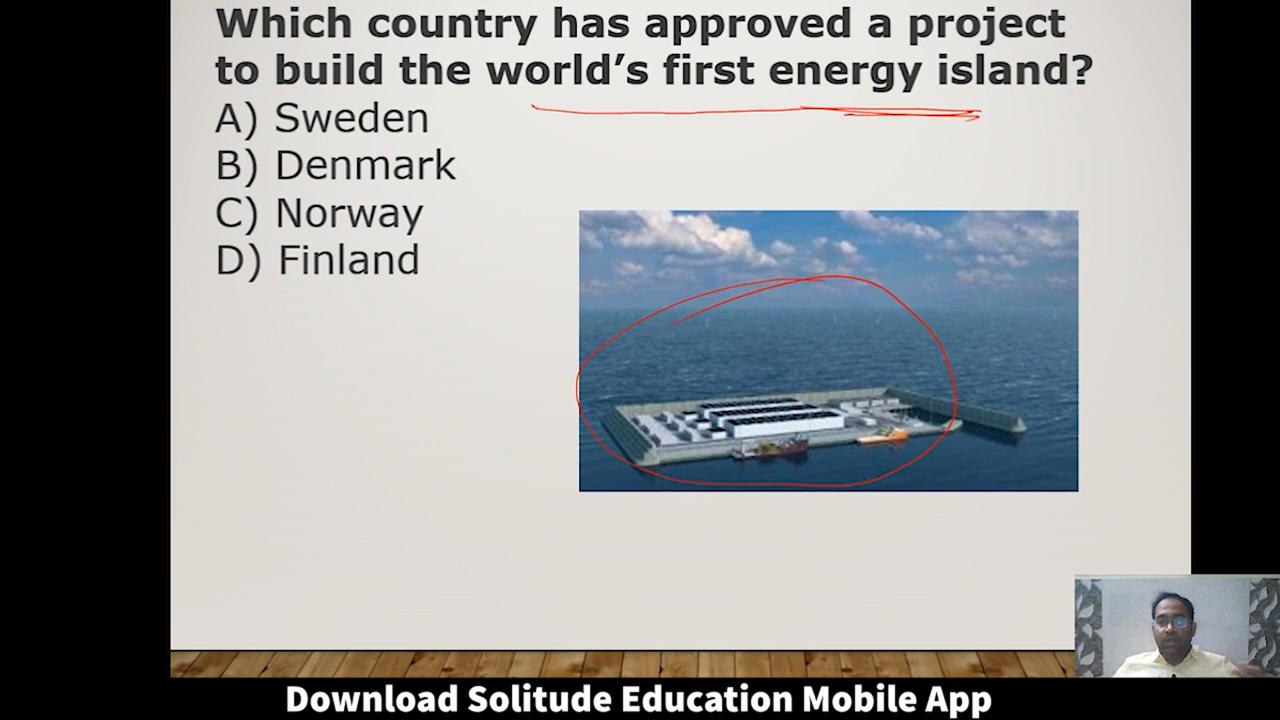 Which country has approved a project
to build the world’s first energy island?
A) Sweden
B) Denmark
C) Norway
D) Finland
Download Solitude Education Mobile App